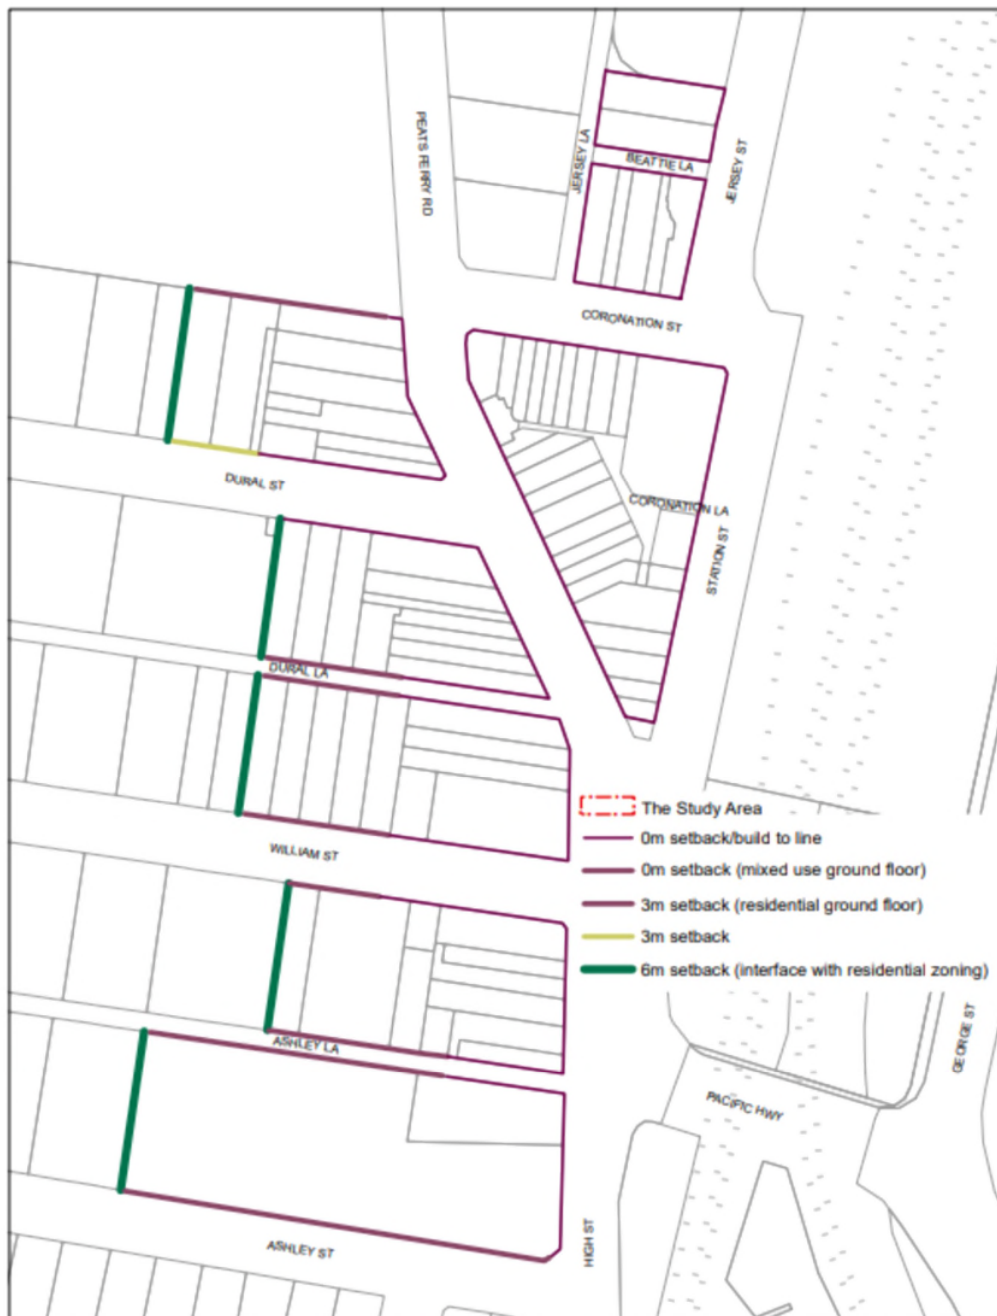 PEATS FERRY RD
JERSEY LA
BEATTIE LA
JERSEY ST
CORONATION ST
DURAL ST
CORONATION LA
STATION ST
DURAL LA
The Study Area
0m setback/build to line
WILLIAM ST
0m setback (mixed use ground floor)
3m setback (residential ground floor)
3m setback
6m setback (interface with residential zoning)
ASHLEY LA
GEORGE ST
PACIFIC HWY
ASHLEY ST
HIGH ST